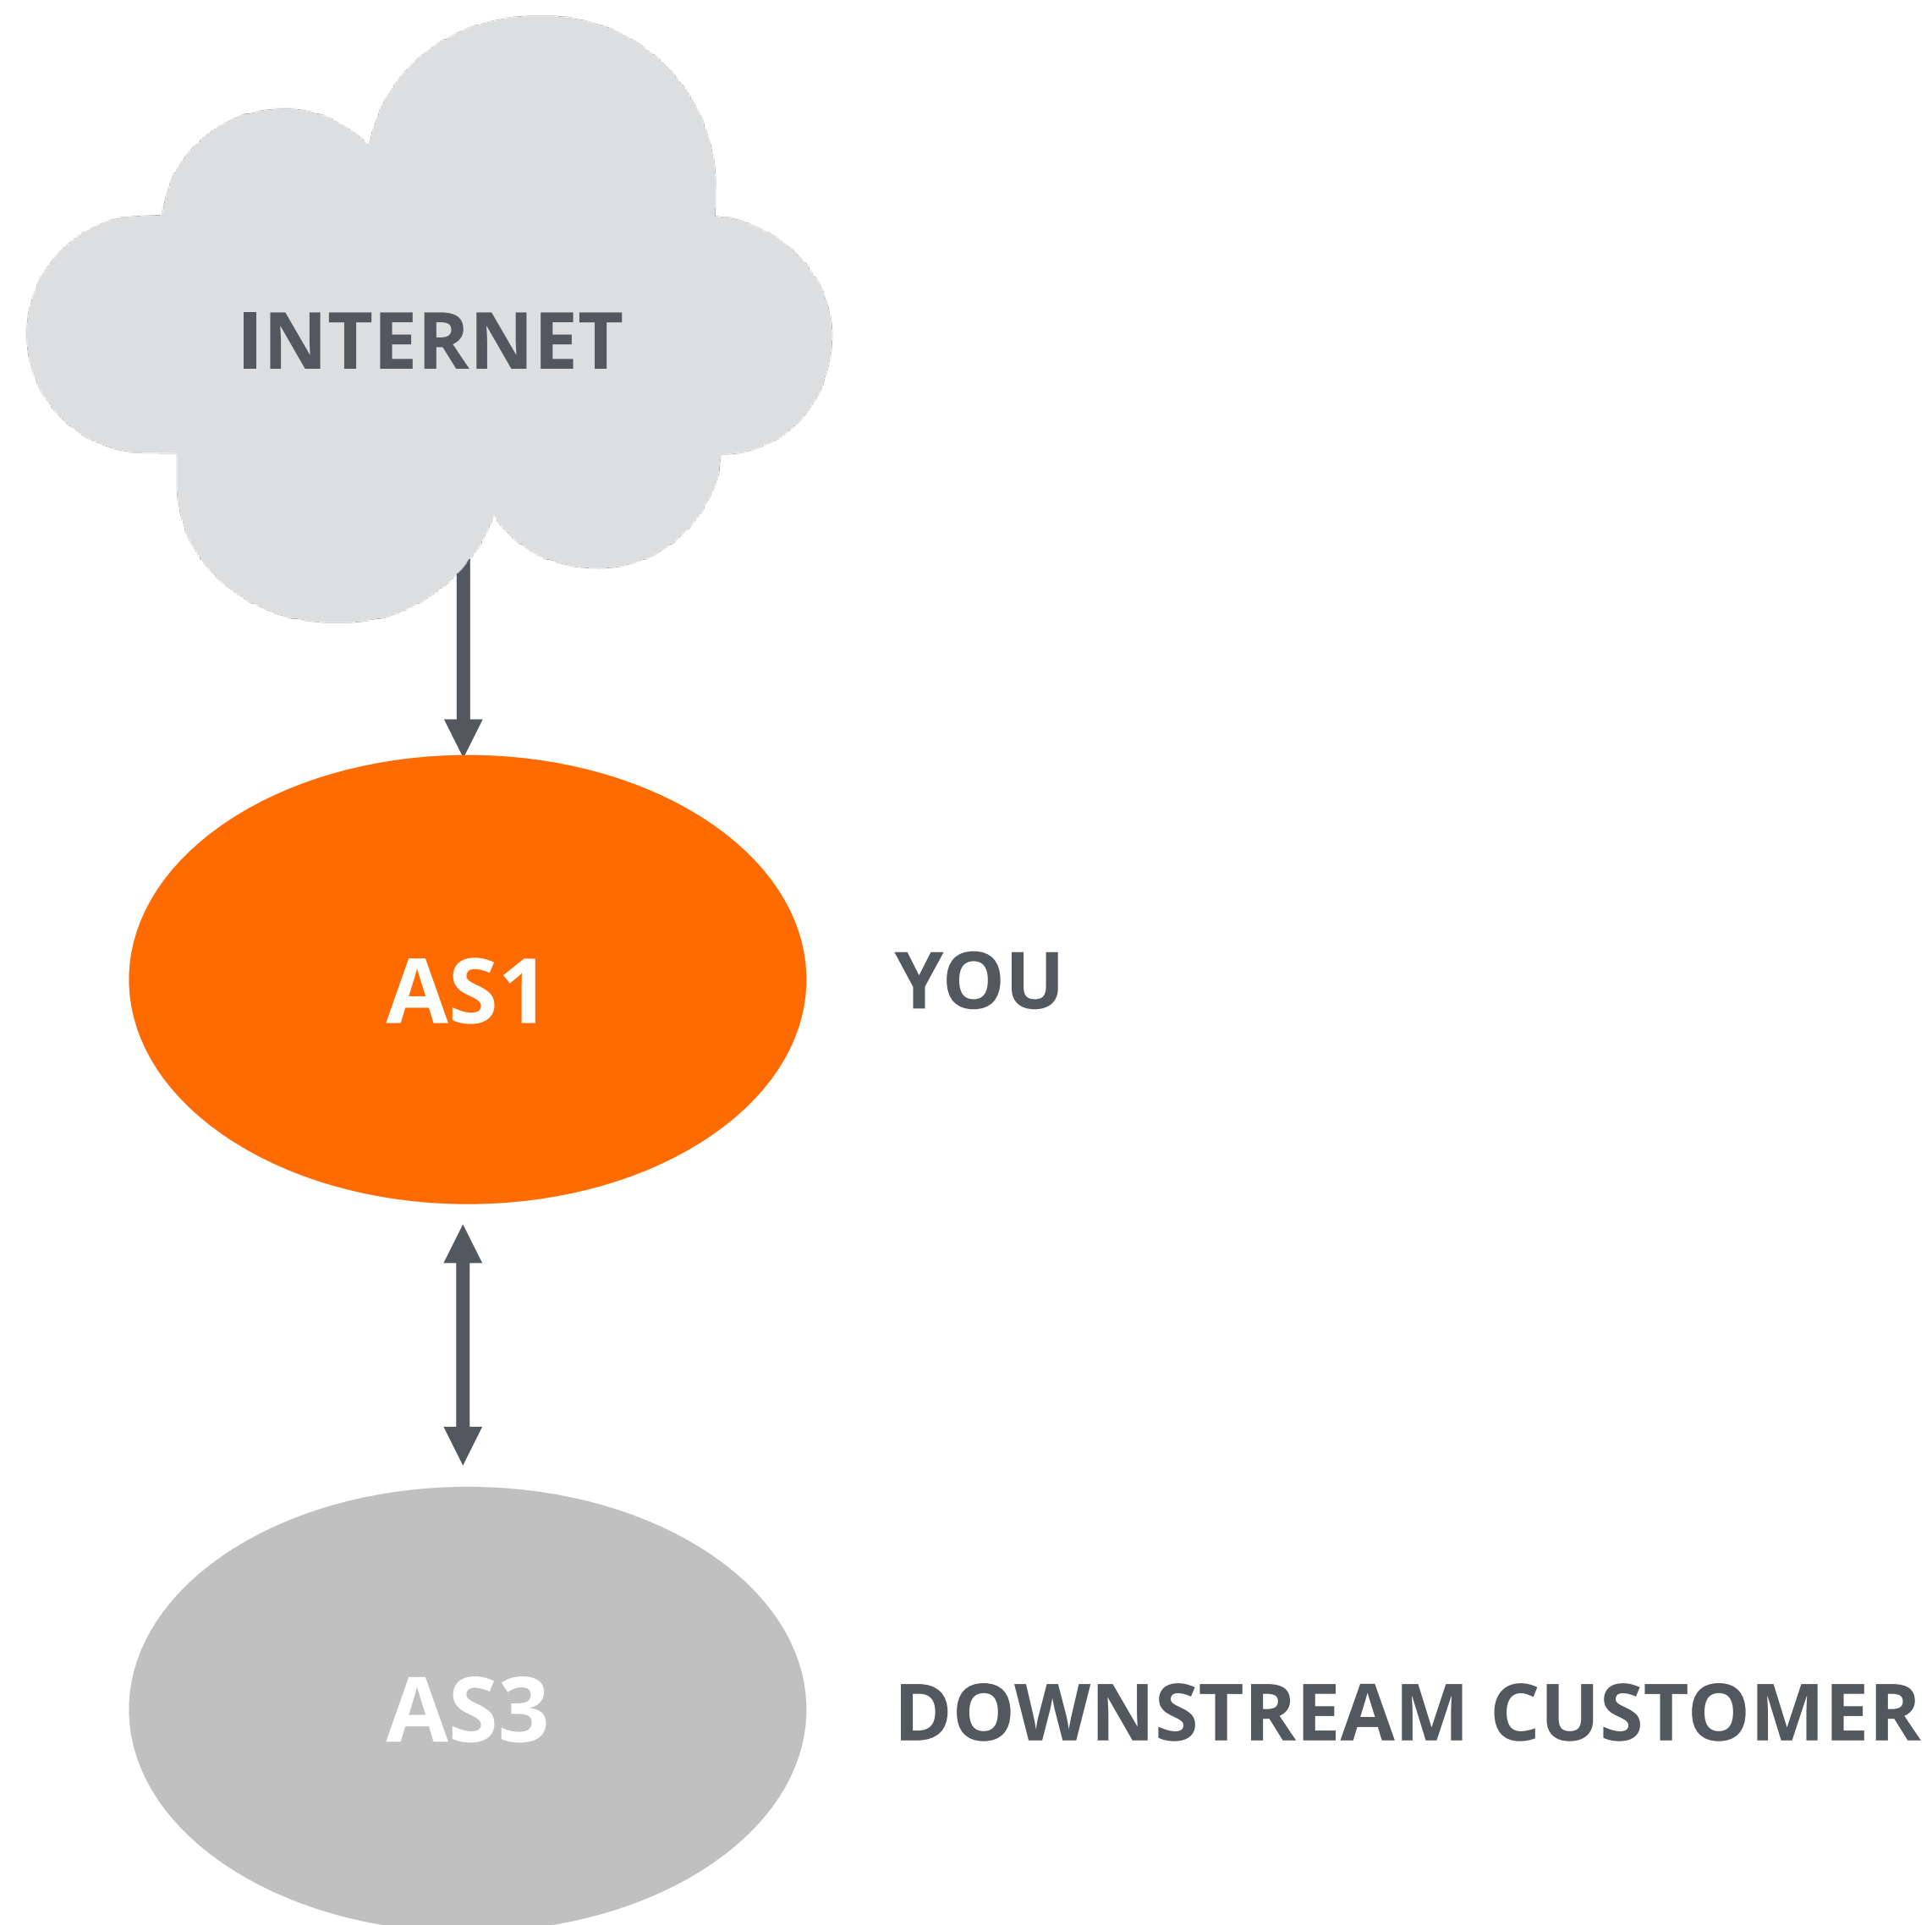 INTERNET
AS1
YOU
AS3
DOWNSTREAM CUSTOMER